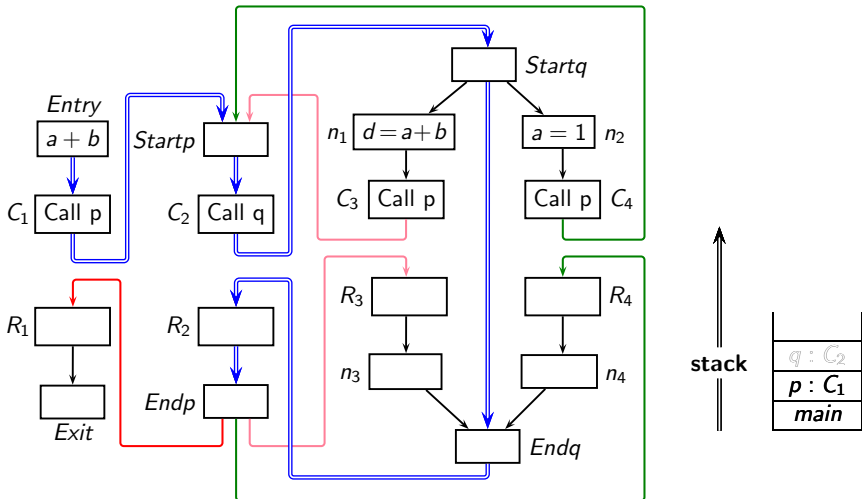 Startq
Entry
a + b
Startp
n1
d = a+b
a = 1
n2
C1
Call p
C2
Call q
C3
Call p
Call p
C4
R1
R2
R3
R4
n3
n4
Endp
Exit
Endq
stack
q : C2
p : C1
main